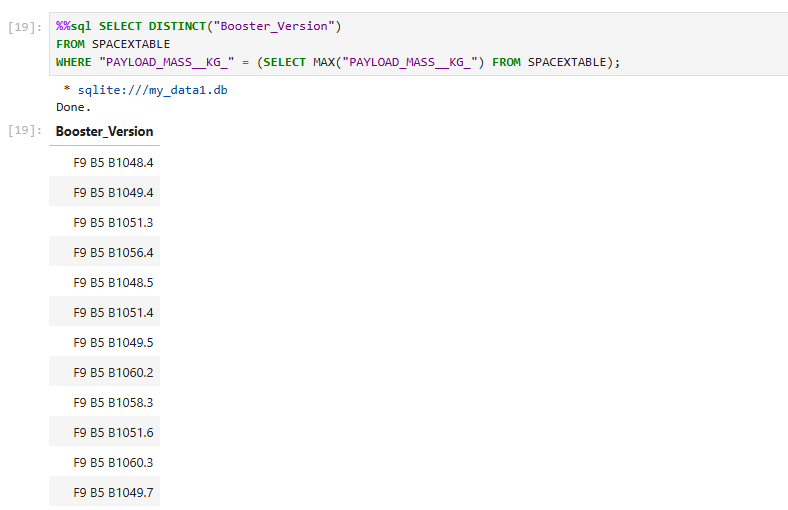 [19]: %%sql SELECT DISTINCT("Booster_Version")
FROM SPACEXTABLE
WHERE "PAYLOAD_MASS__KG_" = (SELECT MAX("PAYLOAD_MASS__KG_") FROM SPACEXTABLE);
* sqlite:///my_data1.db
Done.
[19]: Booster_Version
F9 B5 B1048.4
F9 B5 B1049.4
F9 B5 B1051.3
F9 B5 B1056.4
F9 B5 B1048.5
F9 B5 B1051.4
F9 B5 B1049.5
F9 B5 B1060.2
F9 B5 B1058.3
F9 B5 B1051.6
F9 B5 B1060.3
F9 B5 B1049.7